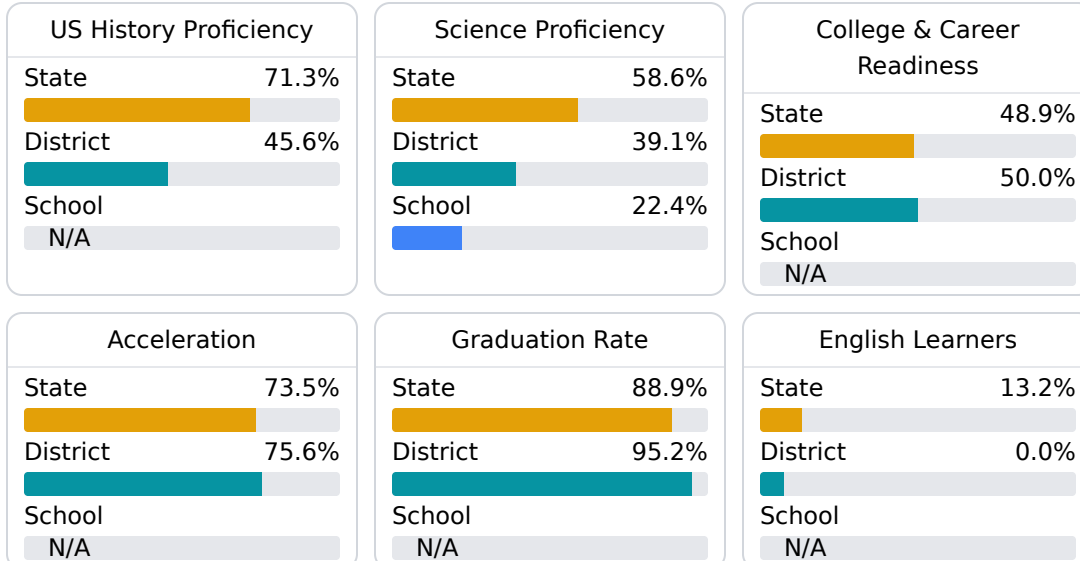 US History Proficiency
State 71.3%
District 45.6%
School
N/A
Science Proficiency
State 58.6%
District 39.1%
School 22.4%
College & Career
Readiness
State 48.9%
District 50.0%
School
N/A
Acceleration
State 73.5%
District 75.6%
School
N/A
Graduation Rate
State 88.9%
District 95.2%
School
N/A
English Learners
State 13.2%
District 0.0%
School
N/A